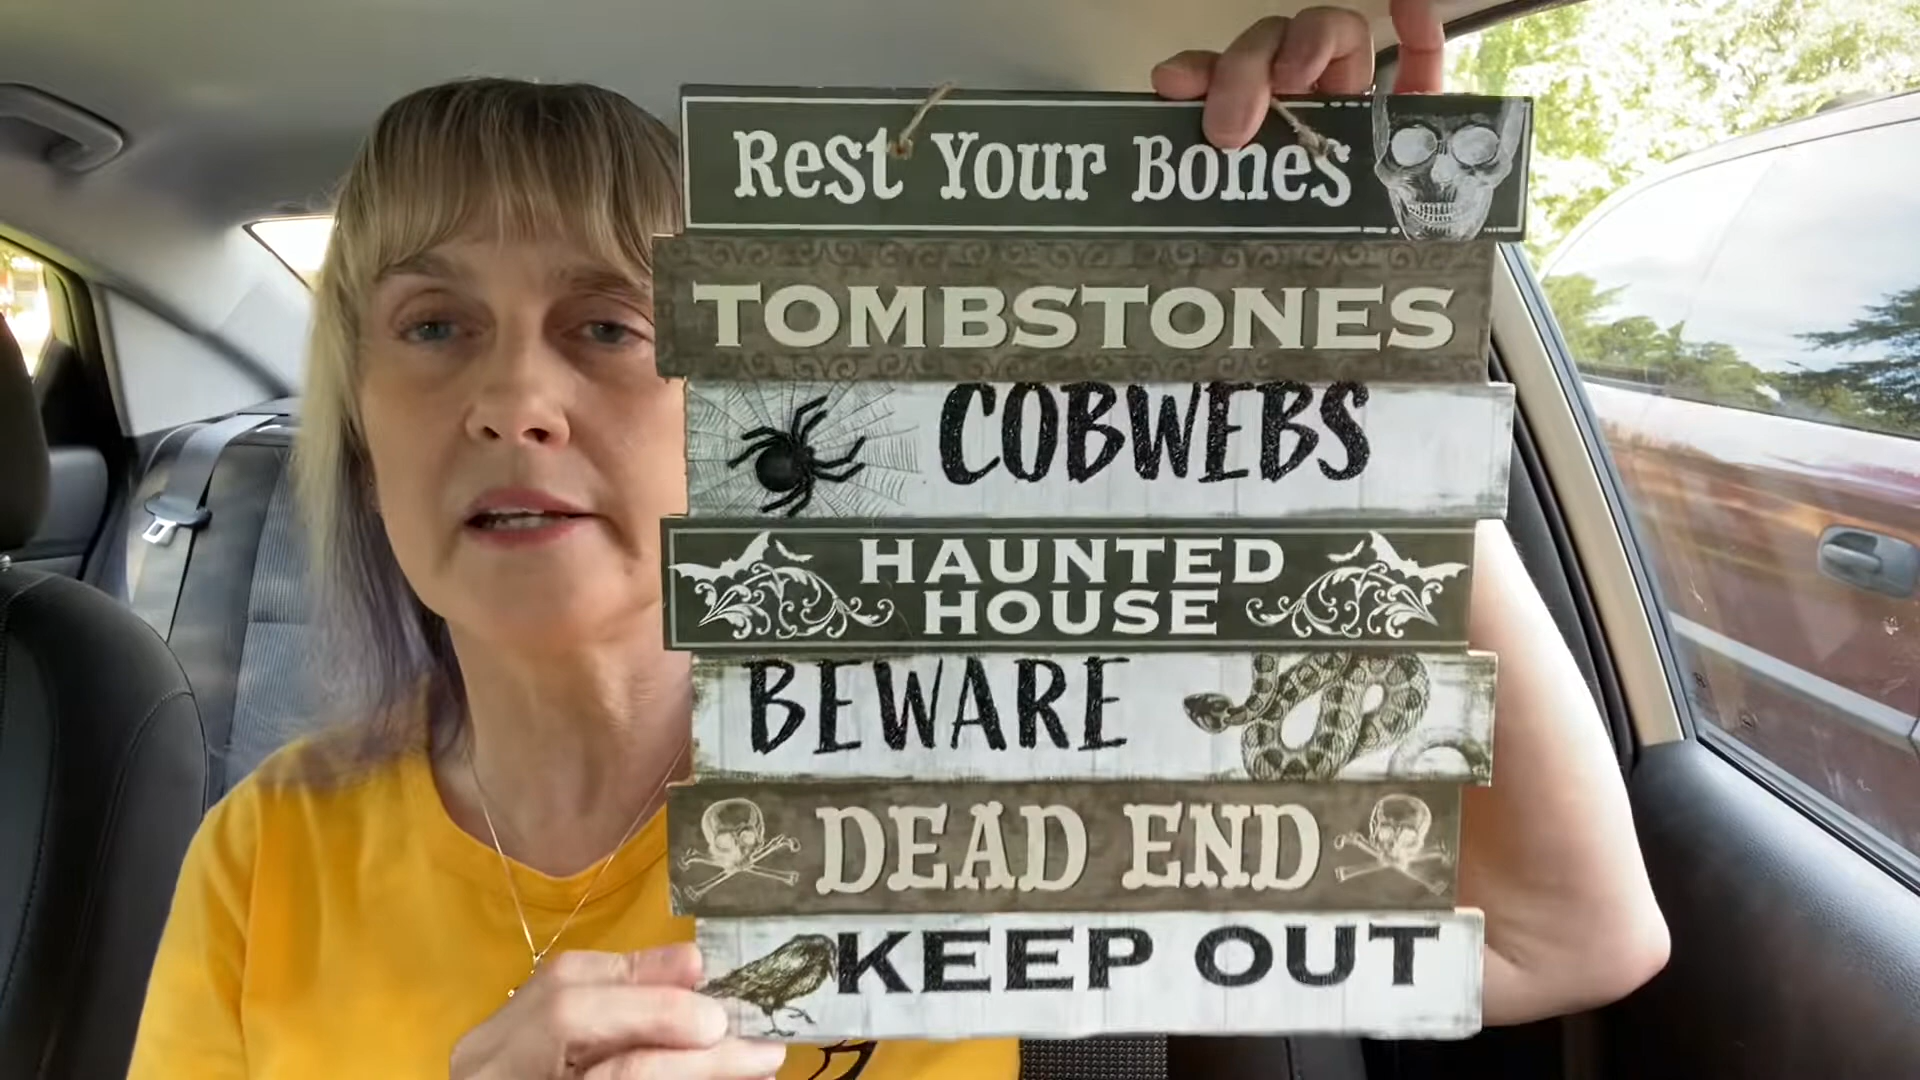 Rest Your Bones
TOMBSTONES
COBWEBS
HAUNTED
HOUSE
BEWARE
DEAD END
KEEP OUT